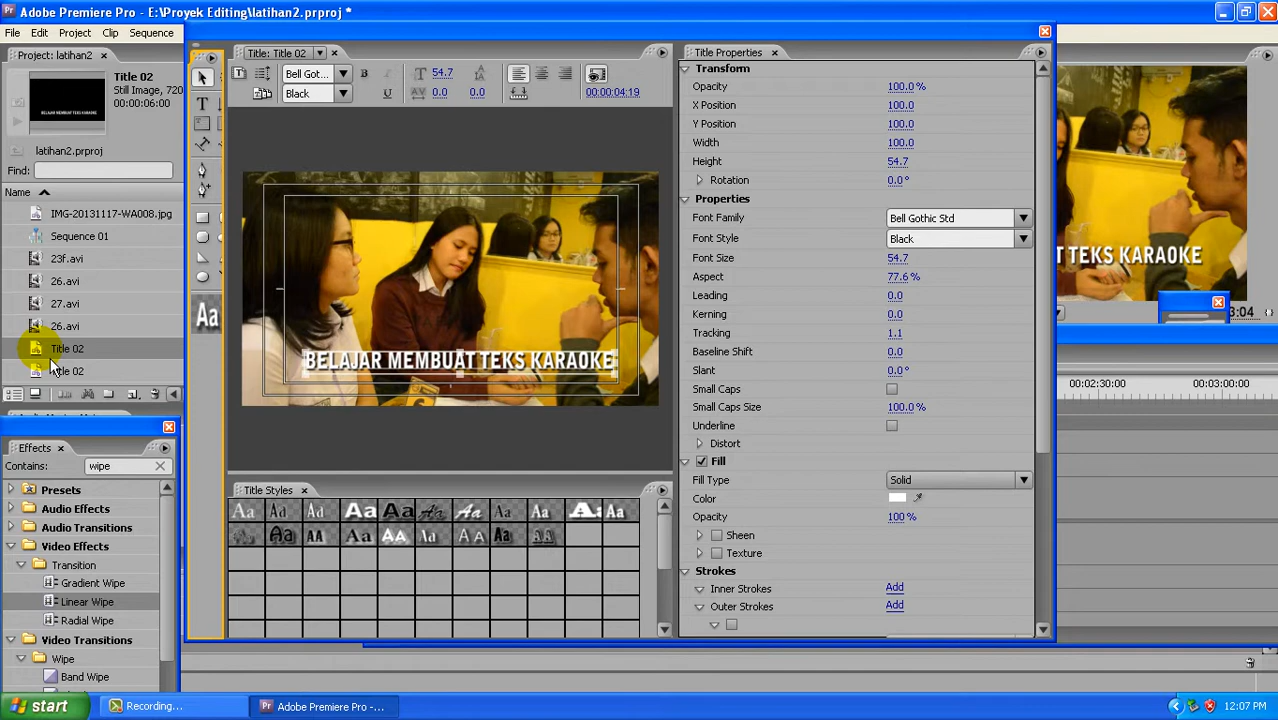 Adobe Premiere Pro - E:\Proyek Editing\latihan2.prproj *
File Edit Project Clip Sequence
Project: latihan2
Title 02
Still Image, 720
00:00:06:00
latihan2.prproj
Find:
Name
IMG-20131117-WA008.jpg
Sequence 01
23f.avi
26.avi
27.avi
26.avi
Title 02
Title 02
Effects
Contains: wipe
Presets
Audio Effects
Audio Transitions
Video Effects
Transition
Gradient Wipe
Linear Wipe
Radial Wipe
Video Transitions
Wipe
Band Wipe
Title: Title 02
Bell Got... B T 54.7
Black U AV 0.0 0.0 00:00:04:19
BELAJAR MEMBUAT TEKS KARAOKE
Title Styles
Title Properties
Transform
Opacity 100.0 %
X Position 100.0
Y Position 100.0
Width 100.0
Height 54.7
Rotation 0.0 °
Properties
Font Family Bell Gothic Std
Font Style Black
Font Size 54.7
Aspect 77.6 %
Leading 0.0
Kerning 0.0
Tracking 1.1
Baseline Shift 0.0
Slant 0.0 °
Small Caps
Small Caps Size 100.0 %
Underline
Distort
Fill
Fill Type Solid
Color
Opacity 100 %
Sheen
Texture
Strokes
Inner Strokes Add
Outer Strokes Add
T TEKS KARAOKE
3:04
00:02:30:00 00:03:00:00
start Recording... Adobe Premiere Pro -... 12:07 PM